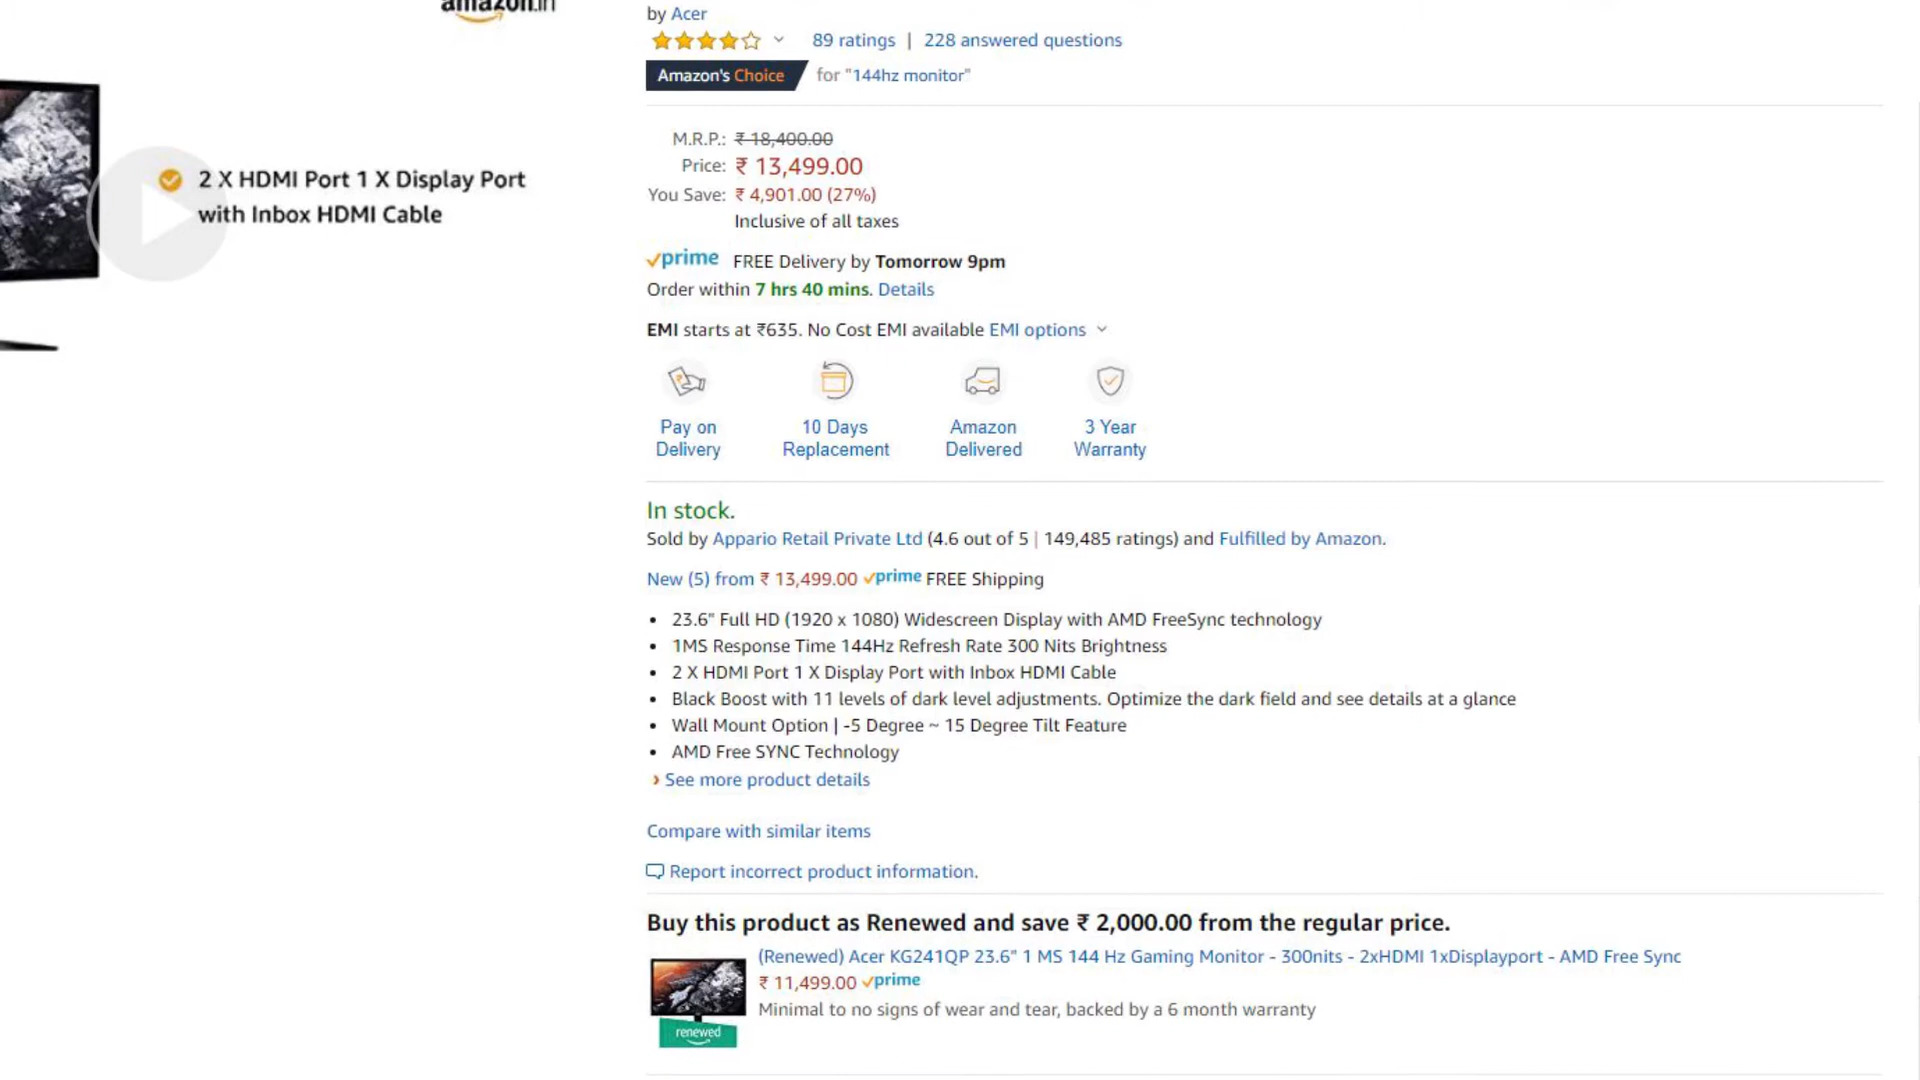 amazon.in
by Acer
89 ratings | 228 answered questions
Amazon's Choice for "144hz monitor"
2 X HDMI Port 1 X Display Port
with Inbox HDMI Cable
M.R.P.: ₹ 18,400.00
Price: ₹ 13,499.00
You Save: ₹ 4,901.00 (27%)
Inclusive of all taxes
prime FREE Delivery by Tomorrow 9pm
Order within 7 hrs 40 mins. Details
EMI starts at ₹635. No Cost EMI available EMI options
Pay on
Delivery
10 Days
Replacement
Amazon
Delivered
3 Year
Warranty
In stock.
Sold by Appario Retail Private Ltd (4.6 out of 5 | 149,485 ratings) and Fulfilled by Amazon.
New (5) from ₹ 13,499.00 prime FREE Shipping
• 23.6" Full HD (1920 x 1080) Widescreen Display with AMD FreeSync technology
• 1MS Response Time 144Hz Refresh Rate 300 Nits Brightness
• 2 X HDMI Port 1 X Display Port with Inbox HDMI Cable
• Black Boost with 11 levels of dark level adjustments. Optimize the dark field and see details at a glance
• Wall Mount Option | -5 Degree ~ 15 Degree Tilt Feature
• AMD Free SYNC Technology
› See more product details
Compare with similar items
Report incorrect product information.
Buy this product as Renewed and save ₹ 2,000.00 from the regular price.
(Renewed) Acer KG241QP 23.6" 1 MS 144 Hz Gaming Monitor - 300nits - 2xHDMI 1xDisplayport - AMD Free Sync
₹ 11,499.00 prime
Minimal to no signs of wear and tear, backed by a 6 month warranty
renewed